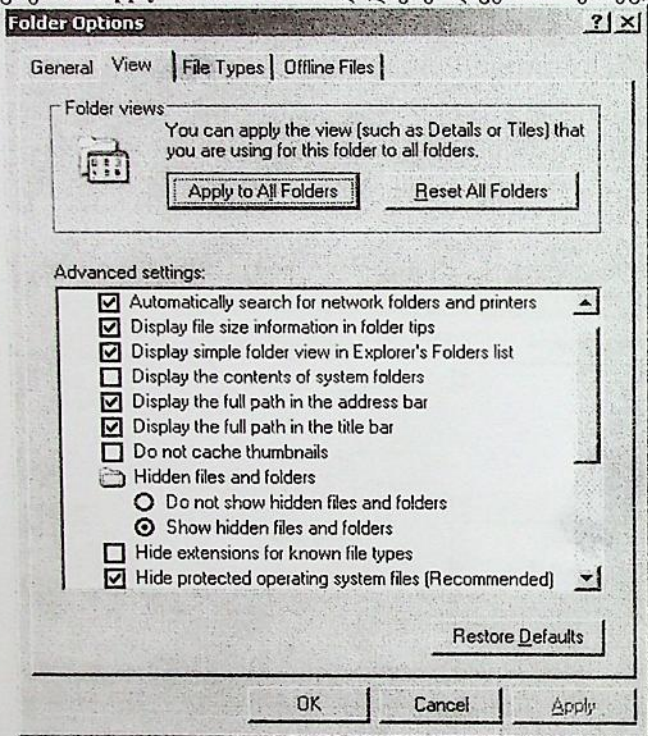 Folder Options
General View File Types Offline Files
Folder views
You can apply the view (such as Details or Tiles) that
you are using for this folder to all folders.
Apply to All Folders Reset All Folders
Advanced settings:
Automatically search for network folders and printers
Display file size information in folder tips
Display simple folder view in Explorer's Folders list
Display the contents of system folders
Display the full path in the address bar
Display the full path in the title bar
Do not cache thumbnails
Hidden files and folders
Do not show hidden files and folders
Show hidden files and folders
Hide extensions for known file types
Hide protected operating system files (Recommended)
Restore Defaults
OK Cancel Apply